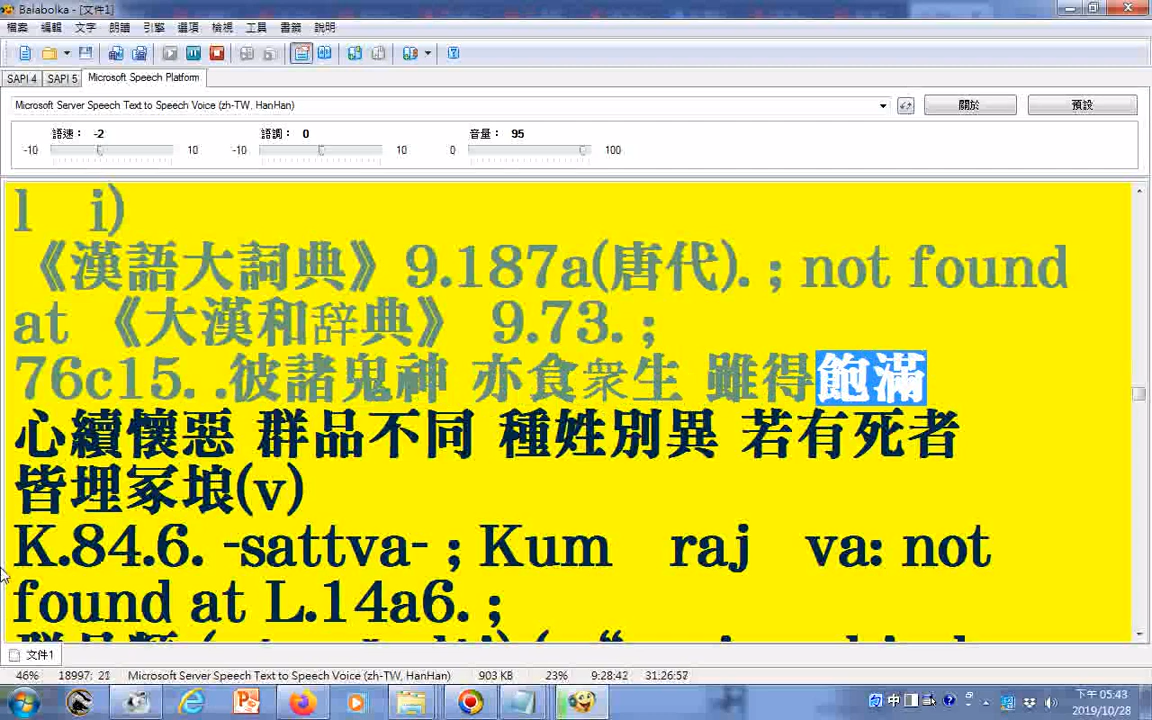 Balabolka - [文件1]
檔案 編輯 文字 朗讀 引擎 選項 檢視 工具 書籤 說明
SAPI 4 SAPI 5 Microsoft Speech Platform
Microsoft Server Speech Text to Speech Voice (zh-TW, HanHan) 關於 預設
語速： -2 語調： 0 音量： 95
-10 10 -10 10 0 100
l i)
《漢語大詞典》 9.187a(唐代). ; not found
at 《大漢和辞典》 9.73. ;
76c15. .彼諸鬼神 亦食衆生 雖得飽滿
心續懷惡 群品不同 種姓別異 若有死者
皆埋冢埌(v)
K.84.6. -sattva- ; Kum raj va: not
found at L.14a6. ;
文件1
46% 18997: 21 Microsoft Server Speech Text to Speech Voice (zh-TW, HanHan) 903 KB 23% 9:28:42 31:26:57
中 下午 05:43
2019/10/28